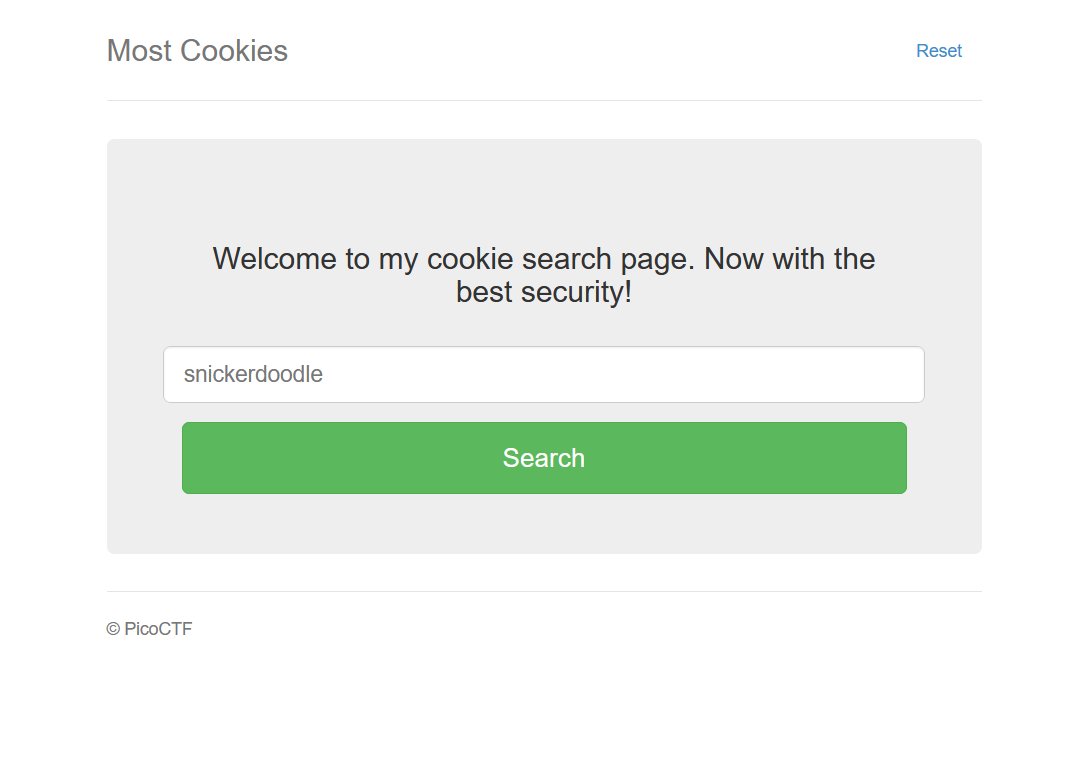 Most Cookies
Reset
Welcome to my cookie search page. Now with the
best security!
snickerdoodle
Search
© PicoCTF